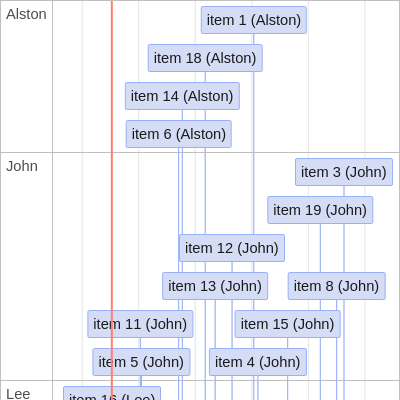 Alston
item 1 (Alston)
item 18 (Alston)
item 14 (Alston)
item 6 (Alston)
John
item 3 (John)
item 19 (John)
item 12 (John)
item 13 (John)
item 8 (John)
item 11 (John)
item 15 (John)
item 5 (John)
item 4 (John)
Lee
item 16 (Lee)